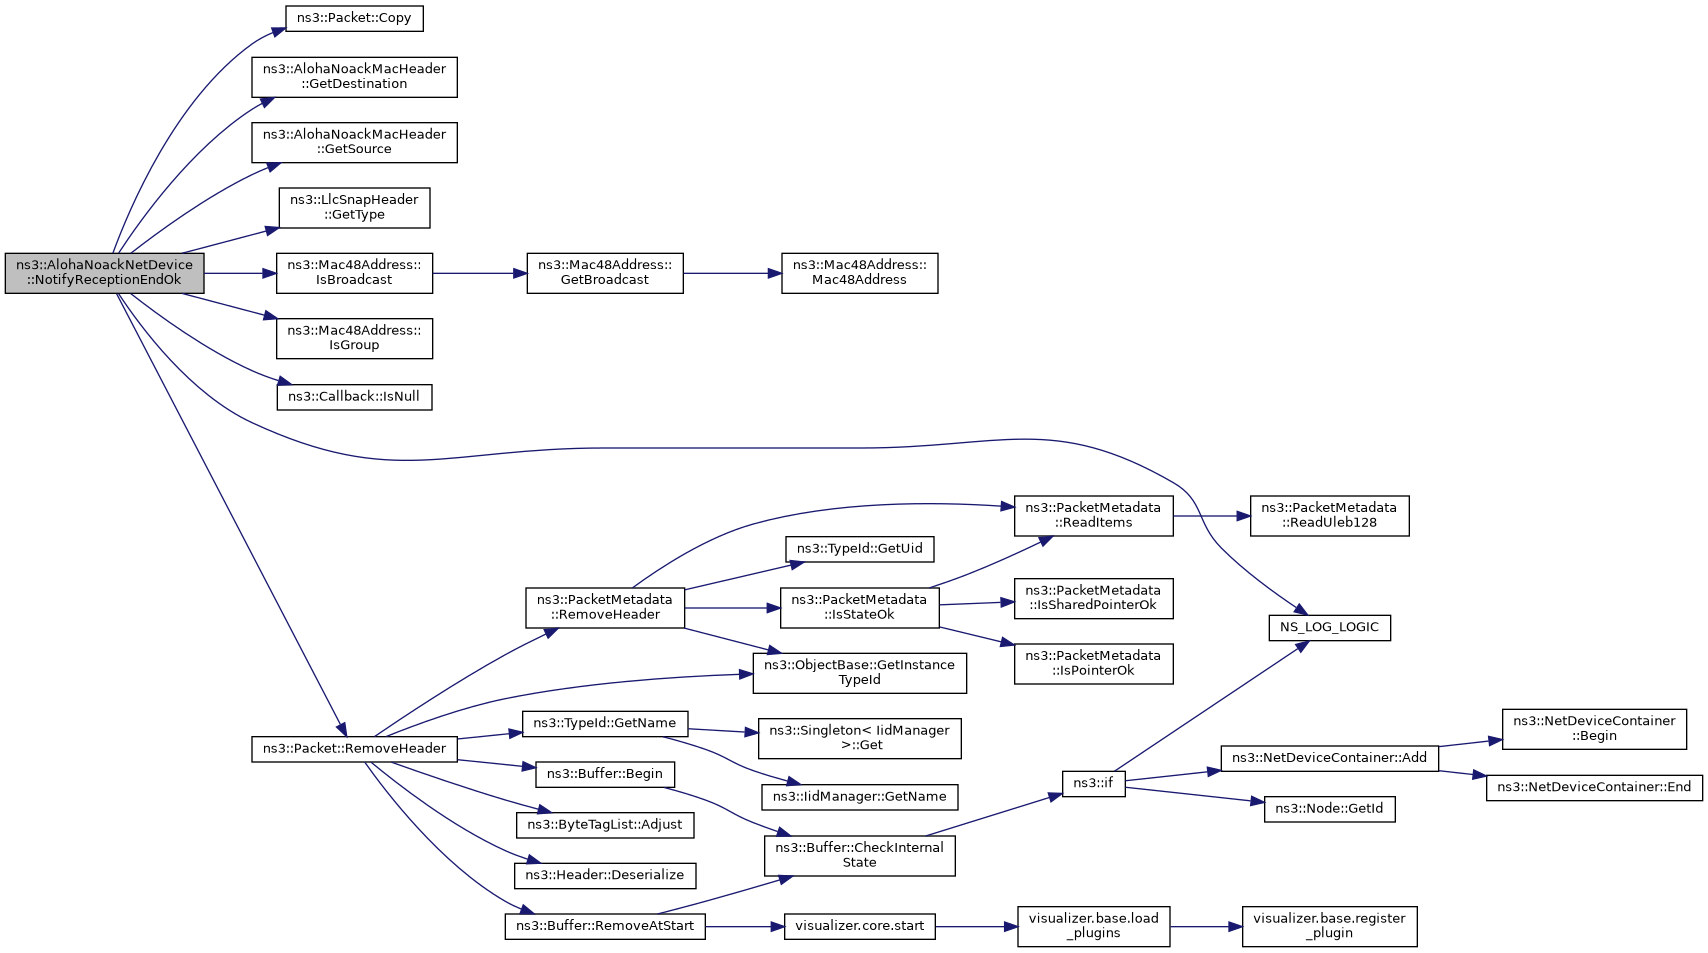 ns3::Packet::Copy
ns3::AlohaNoackMacHeader
::GetDestination
ns3::AlohaNoackMacHeader
::GetSource
ns3::LlcSnapHeader
::GetType
ns3::AlohaNoackNetDevice
::NotifyReceptionEndOk
ns3::Mac48Address::
IsBroadcast
ns3::Mac48Address::
GetBroadcast
ns3::Mac48Address::
Mac48Address
ns3::Mac48Address::
IsGroup
ns3::Callback::IsNull
ns3::PacketMetadata
::ReadItems
ns3::PacketMetadata
::ReadUleb128
ns3::TypeId::GetUid
ns3::PacketMetadata
::RemoveHeader
ns3::PacketMetadata
::IsStateOk
ns3::PacketMetadata
::IsSharedPointerOk
NS_LOG_LOGIC
ns3::PacketMetadata
::IsPointerOk
ns3::ObjectBase::GetInstance
TypeId
ns3::TypeId::GetName
ns3::Singleton< IidManager
>::Get
ns3::NetDeviceContainer
::Begin
ns3::Packet::RemoveHeader
ns3::NetDeviceContainer::Add
ns3::Buffer::Begin
ns3::if
ns3::NetDeviceContainer::End
ns3::IidManager::GetName
ns3::Node::GetId
ns3::ByteTagList::Adjust
ns3::Buffer::CheckInternal
State
ns3::Header::Deserialize
ns3::Buffer::RemoveAtStart
visualizer.core.start
visualizer.base.load
_plugins
visualizer.base.register
_plugin